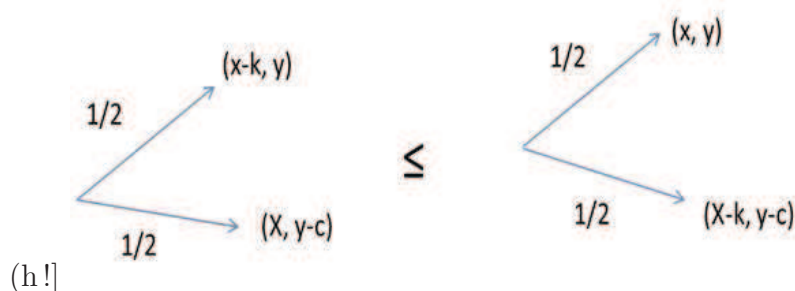 (x, y)
1/2
(x-k, y)
1/2
≤
(X, y-c)
1/2
(X-k, y-c)
1/2
(h!]